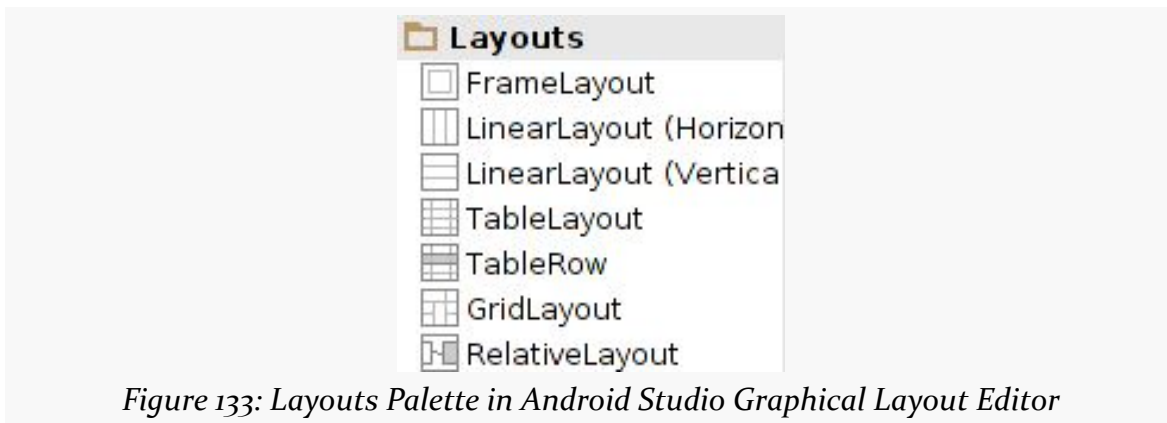 Layouts
FrameLayout
LinearLayout (Horizon
LinearLayout (Vertica
TableLayout
TableRow
GridLayout
RelativeLayout
Figure 133: Layouts Palette in Android Studio Graphical Layout Editor